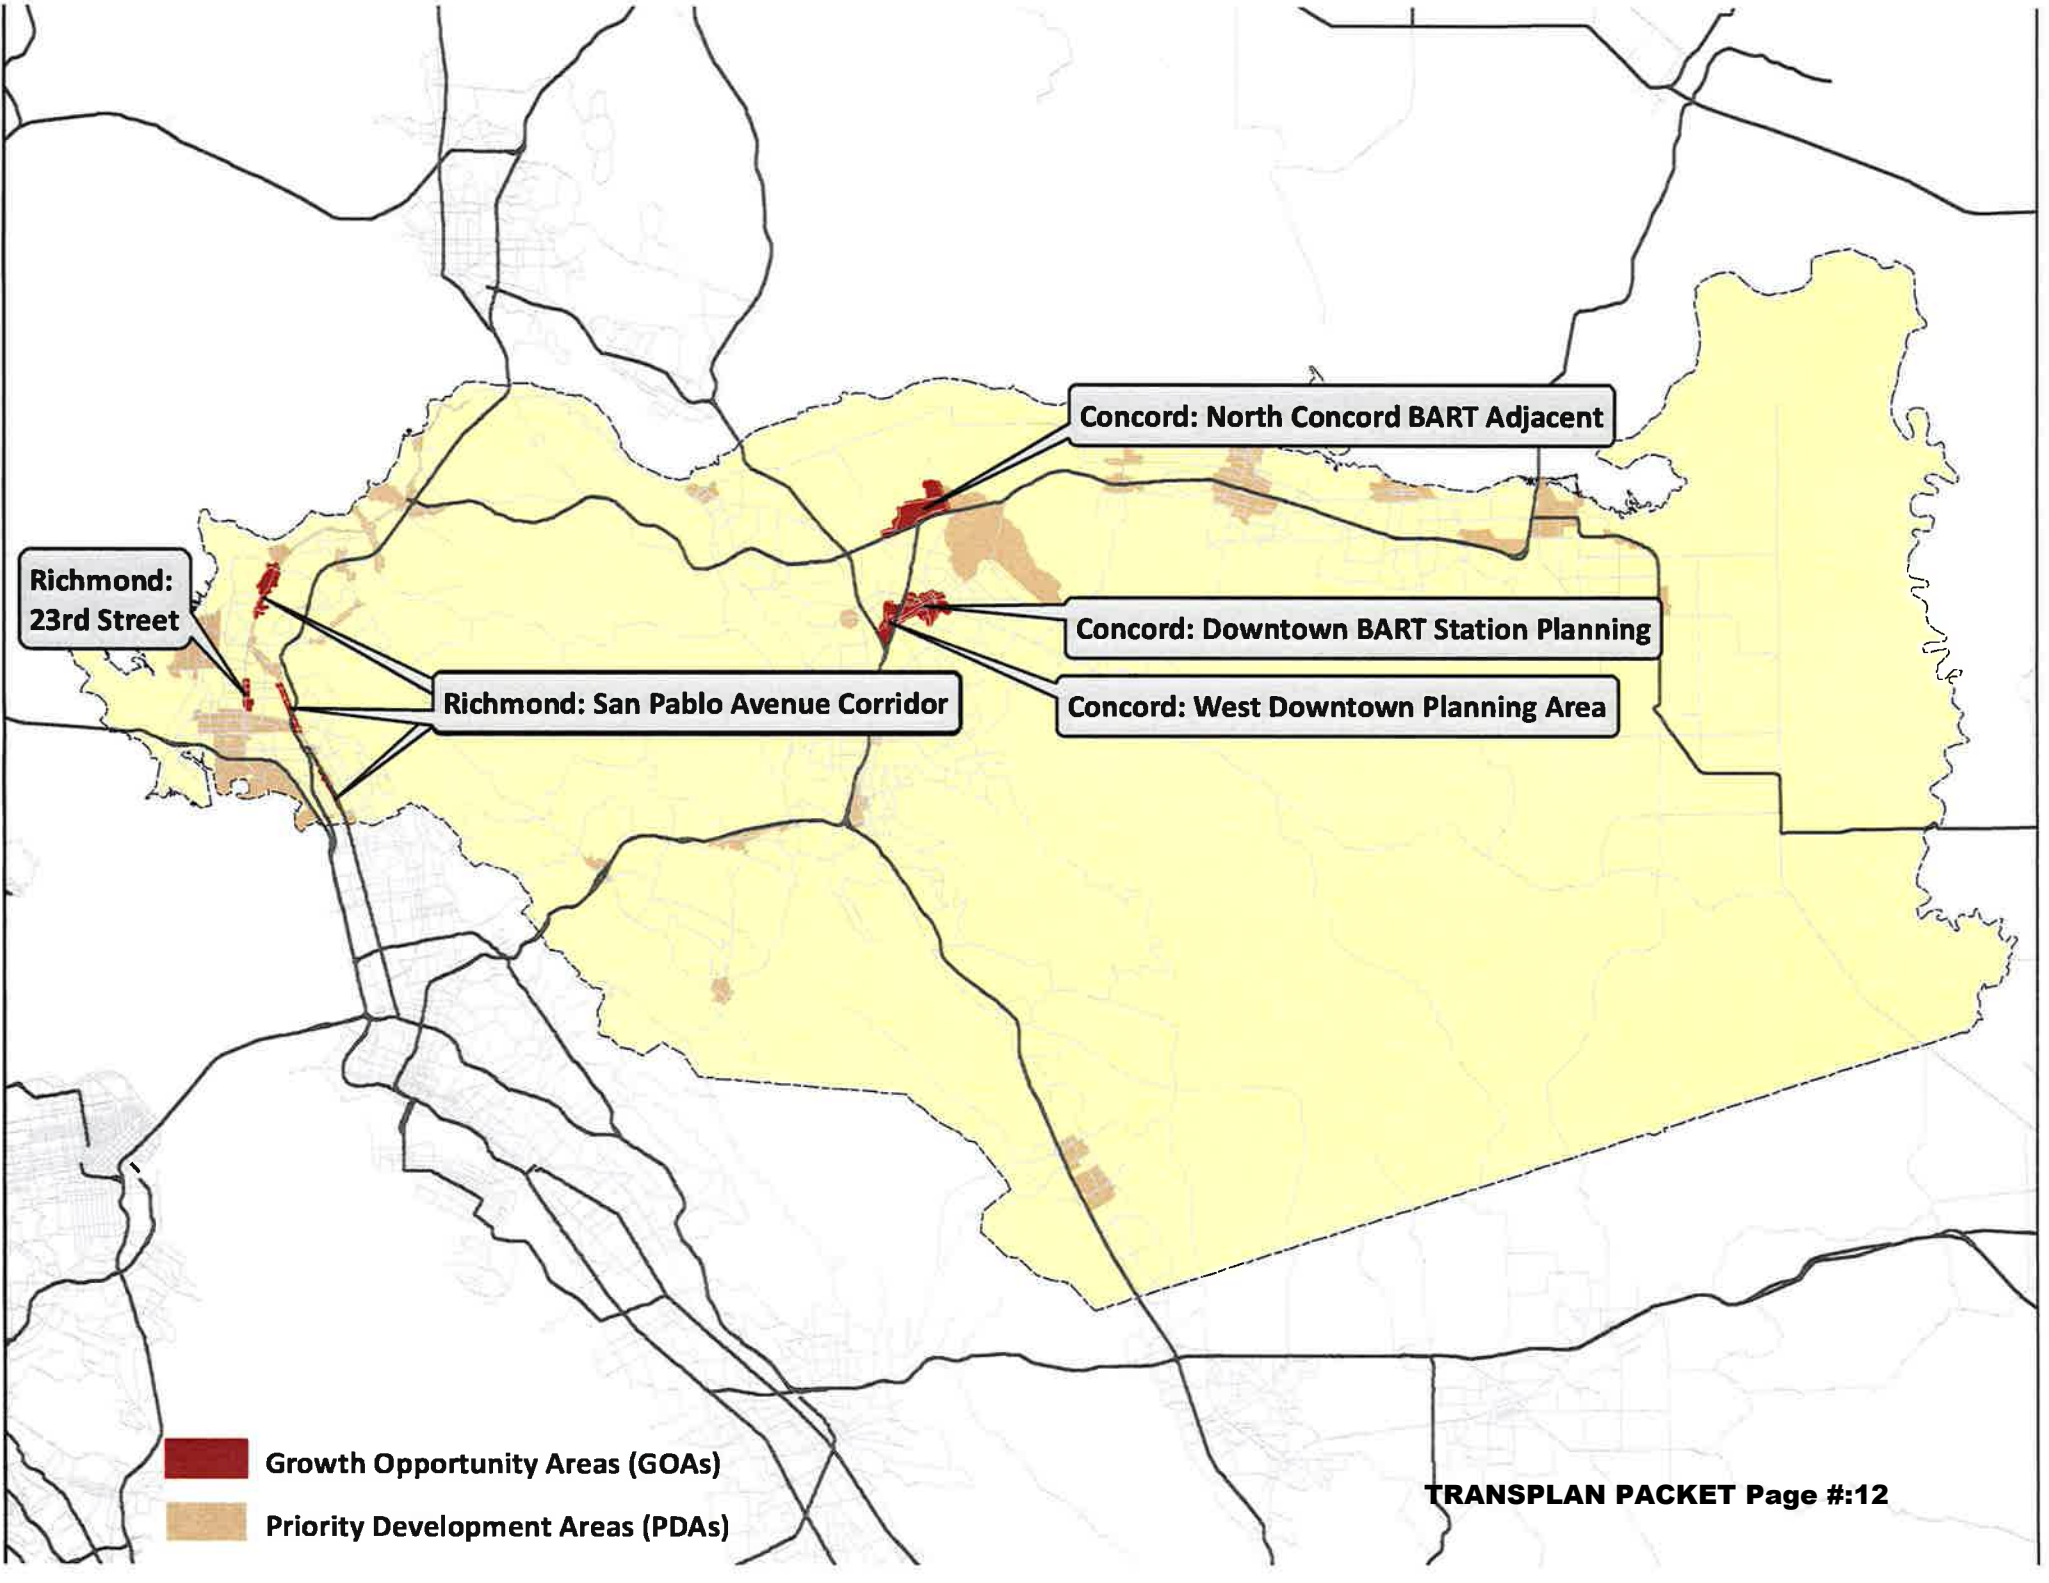 Concord: North Concord BART Adjacent
Richmond:
23rd Street
Concord: Downtown BART Station Planning
Richmond: San Pablo Avenue Corridor
Concord: West Downtown Planning Area
Growth Opportunity Areas (GOAs)
Priority Development Areas (PDAs)
TRANSPLAN PACKET Page #:12